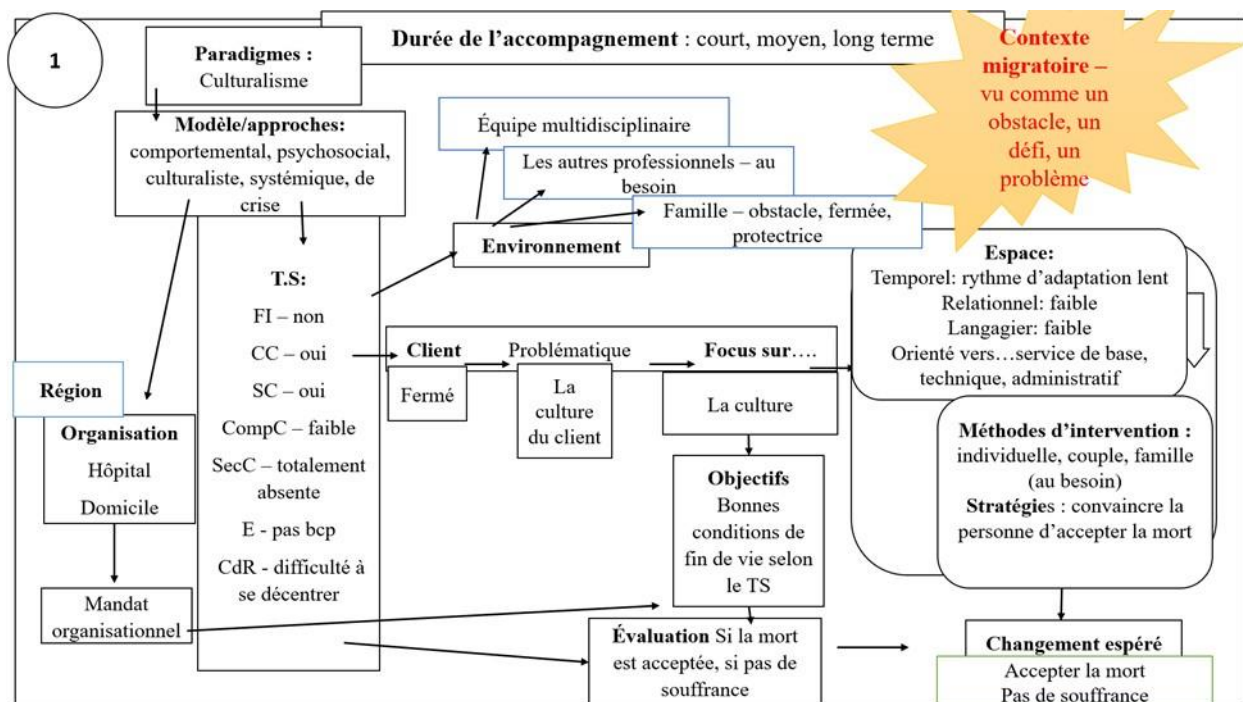 1
Paradigmes :
Culturalisme
Durée de l'accompagnement : court, moyen, long terme
Contexte
migratoire –
vu comme un
obstacle, un
défi, un
problème
Modèle/approches:
comportemental, psychosocial,
culturaliste, systémique, de
crise
Équipe multidisciplinaire
Les autres professionnels – au
besoin
Famille – obstacle, fermée,
protectrice
Environnement
T.S:
FI – non
CC – oui
SC – oui
CompC – faible
SecC – totalement
absente
E - pas bcp
CdR - difficulté à
se décentrer
Région
Organisation
Hôpital
Domicile
Mandat
organisationnel
Client
Fermé
Problématique
La
culture
du client
Focus sur….
La culture
Objectifs
Bonnes
conditions de
fin de vie selon
le TS
Évaluation Si la mort
est acceptée, si pas de
souffrance
Espace:
Temporel: rythme d'adaptation lent
Relationnel: faible
Langagier: faible
Orienté vers…service de base,
technique, administratif
Méthodes d'intervention :
individuelle, couple, famille
(au besoin)
Stratégies : convaincre la
personne d'accepter la mort
Changement espéré
Accepter la mort
Pas de souffrance